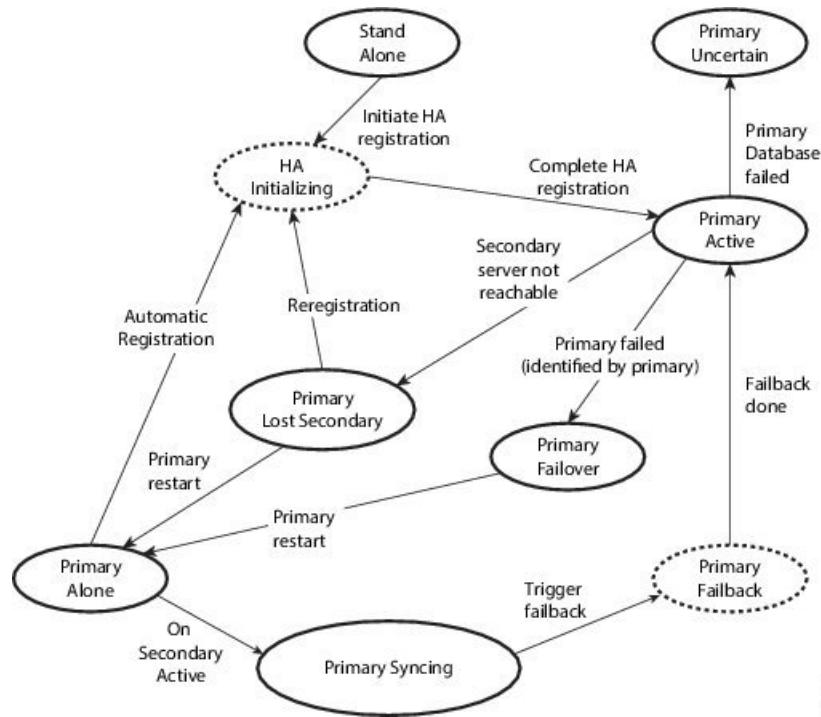 Stand
Alone
Primary
Uncertain
Initiate HA
registration
Primary
Database
failed
HA
Initializing
Complete HA
registration
Primary
Active
Secondary
server not
reachable
Automatic
Registration
Reregistration
Primary failed
(identified by primary)
Failback
done
Primary
Lost Secondary
Primary
Failover
Primary
restart
Primary
restart
Primary
Alone
Primary
Failback
Trigger
failback
On
Secondary
Active
Primary Syncing